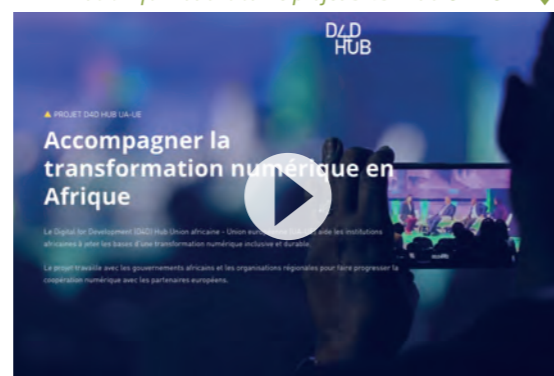 D4D
HUB
PROJET D4D HUB UA-UE
Accompagner la
transformation numérique en
Afrique
Le Digital for Development (D4D) Hub Union africaine – Union européenne (UA-UE) aide les institutions
africaines à jeter les bases d'une transformation numérique inclusive et durable.
Le projet travaille avec les gouvernements africains et les organisations régionales pour faire progresser la
coopération numérique avec les partenaires européens.